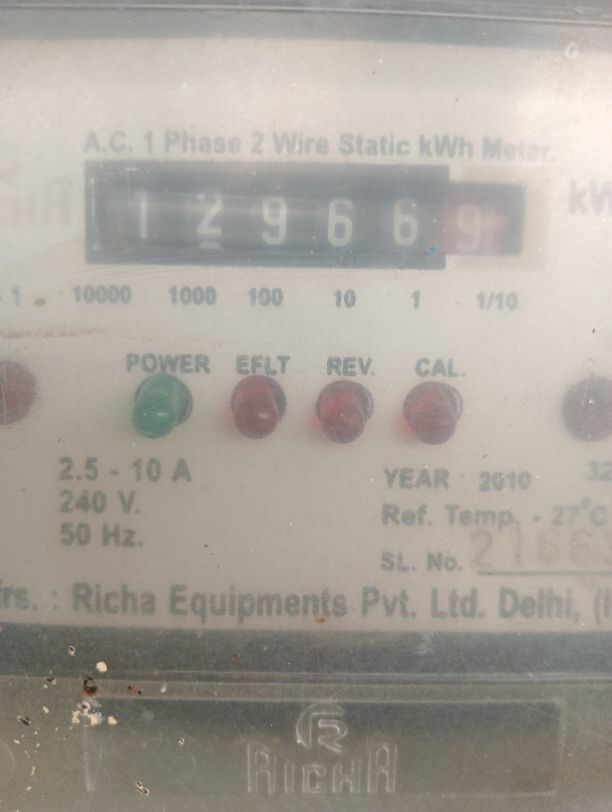 A.C. 1 Phase 2 Wire Static kWh Meter.
1 2 9 6 6 9
10000 1000 100 10 1 1/10
POWER EFLT REV. CAL.
2.5 - 10 A
240 V.
50 Hz.
YEAR : 2010
Ref. Temp. - 27°C
SL. No.
Richa Equipments Pvt. Ltd. Delhi,
RICHA